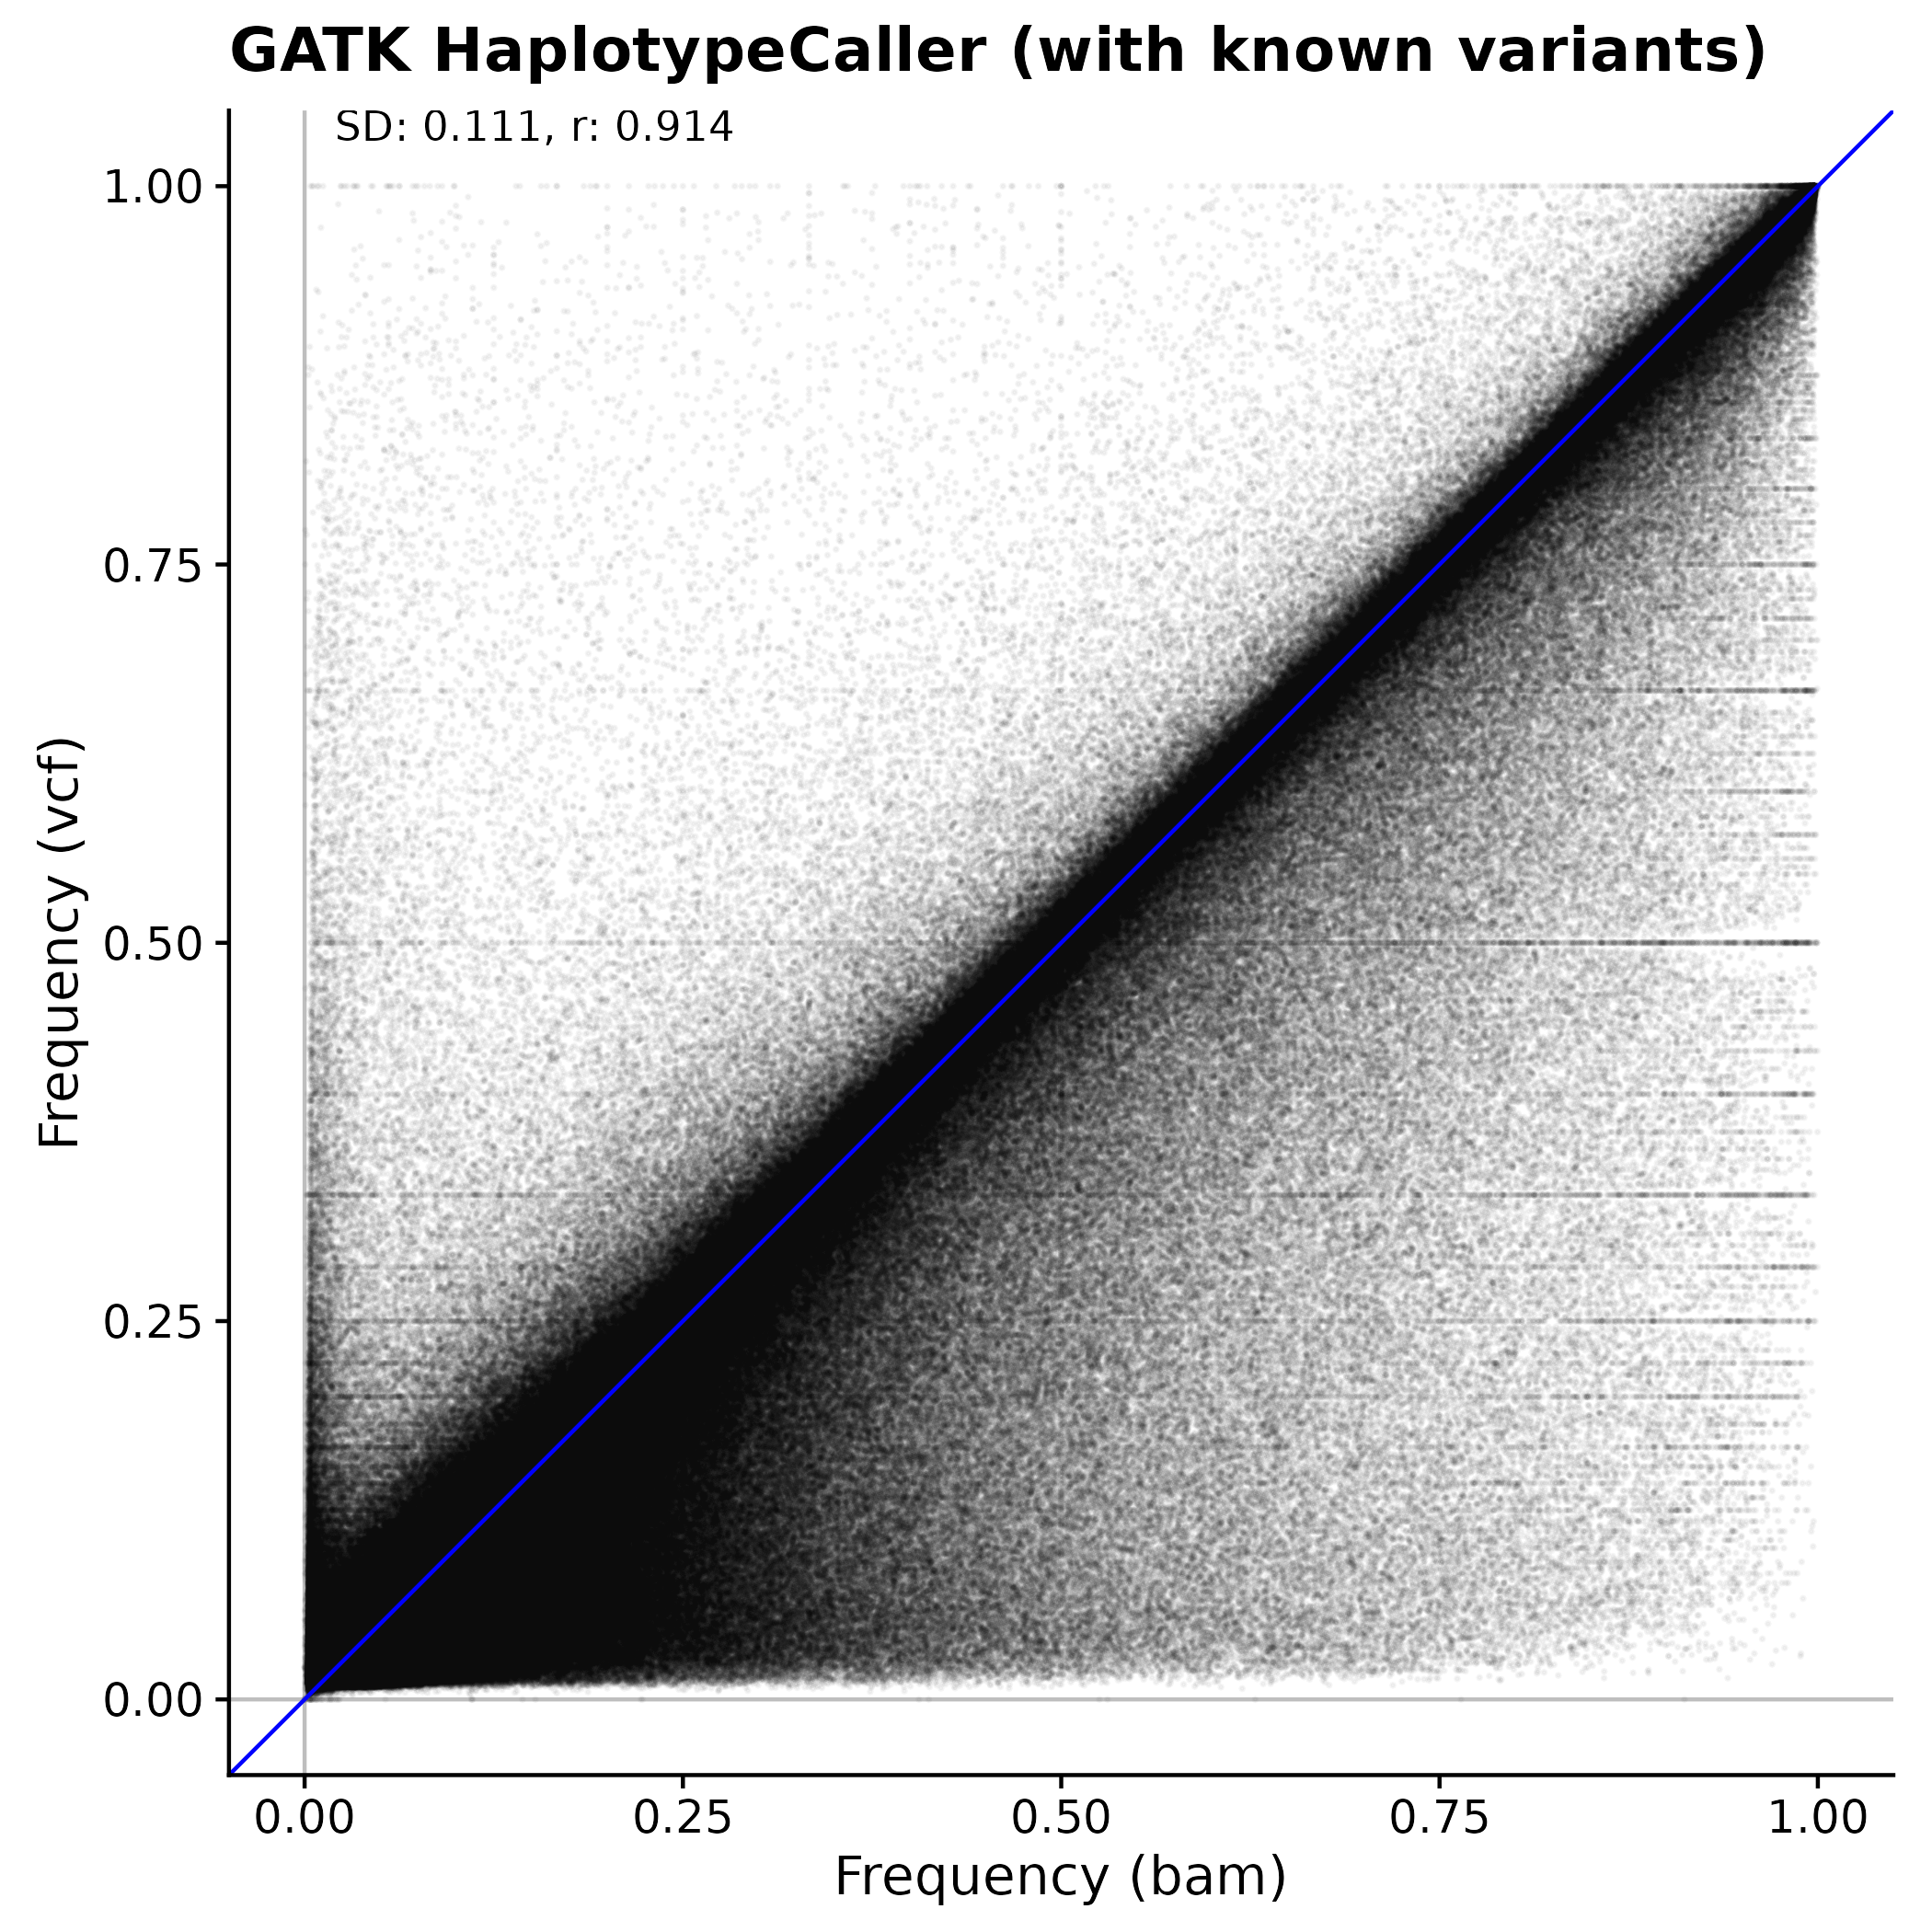 GATK HaplotypeCaller (with known variants)
SD: 0.111, r: 0.914
1.00
0.75
0.50
0.25
0.00
Frequency (vcf)
0.00 0.25 0.50 0.75 1.00
Frequency (bam)